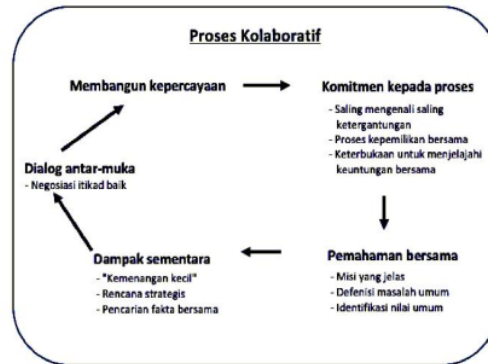 Proses Kolaboratif
Membangun kepercayaan
Komitmen kepada proses
- Saling mengenali saling
ketergantungan
- Proses kepemilikan bersama
- Keterbukaan untuk menjelajahi
keuntungan bersama
Pemahaman bersama
- Misi yang jelas
- Defenisi masalah umum
- Identifikasi nilai umum
Dampak sementara
- "Kemenangan kecil"
- Rencana strategis
- Pencarian fakta bersama
Dialog antar-muka
- Negosiasi itikad baik